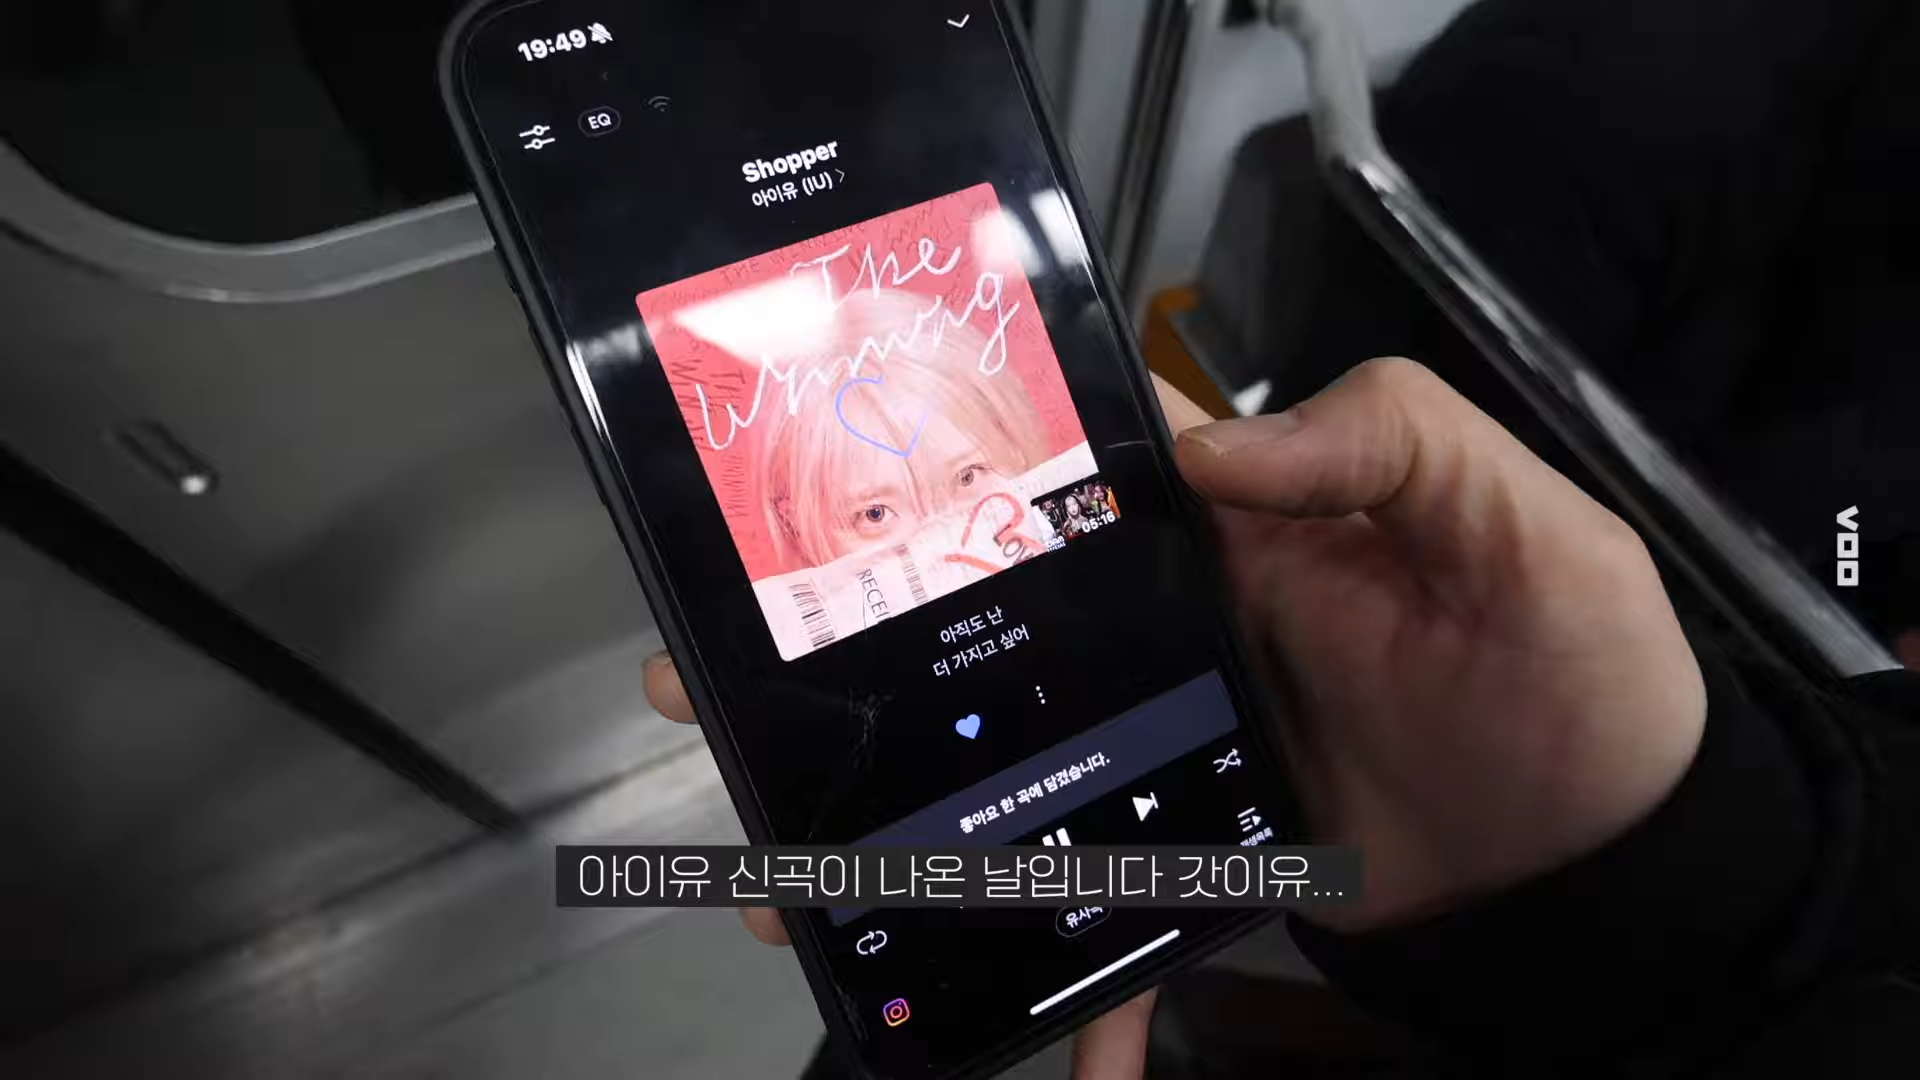 19:49
EQ
Shopper
아이유 (IU)
The
Winning
RECEI
05:16
아직도 난
더 가지고 싶어
좋아요 한 곡에 담겼습니다.
아이유 신곡이 나온 날입니다 갓이유...
VOO